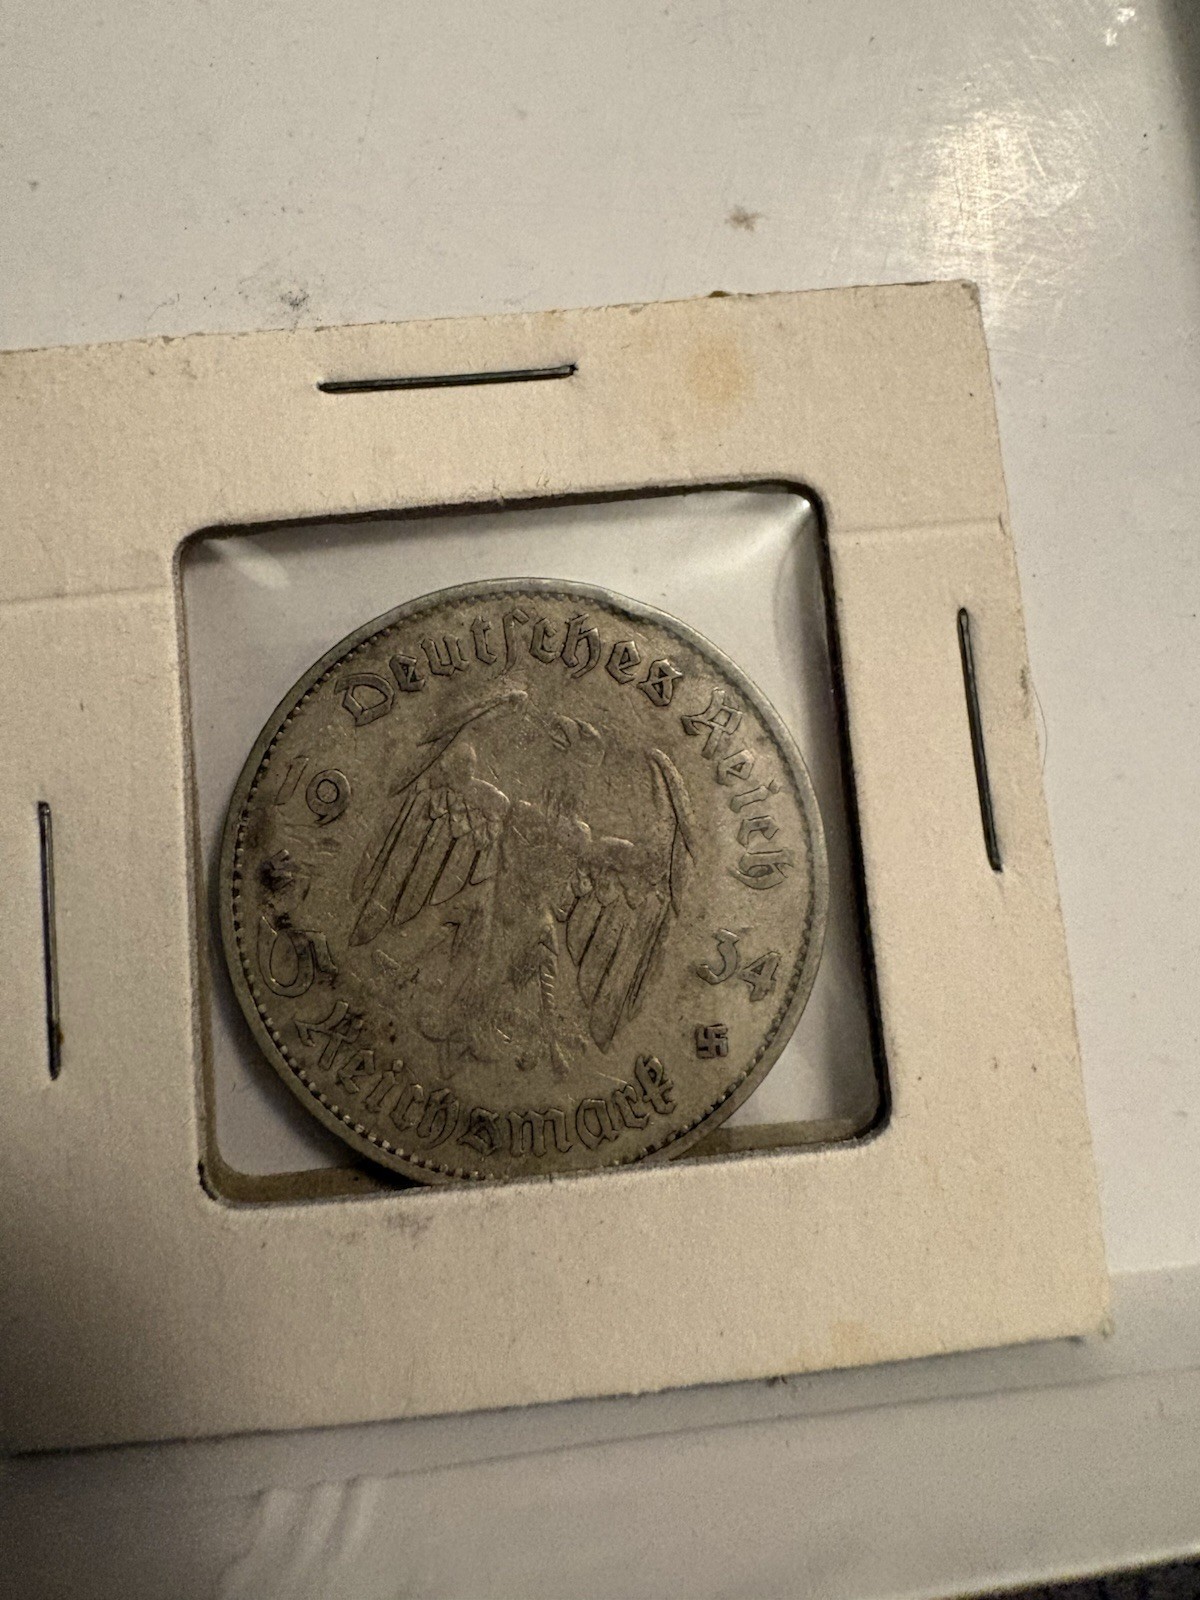 Deutſches Reich
19 34
5 Reichsmark